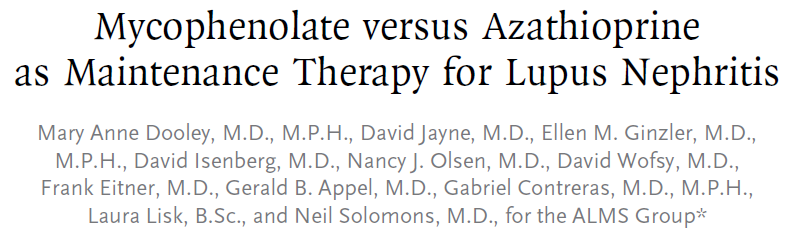 Mycophenolate versus Azathioprine
as Maintenance Therapy for Lupus Nephritis
Mary Anne Dooley, M.D., M.P.H., David Jayne, M.D., Ellen M. Ginzler, M.D.,
M.P.H., David Isenberg, M.D., Nancy J. Olsen, M.D., David Wofsy, M.D.,
Frank Eitner, M.D., Gerald B. Appel, M.D., Gabriel Contreras, M.D., M.P.H.,
Laura Lisk, B.Sc., and Neil Solomons, M.D., for the ALMS Group*